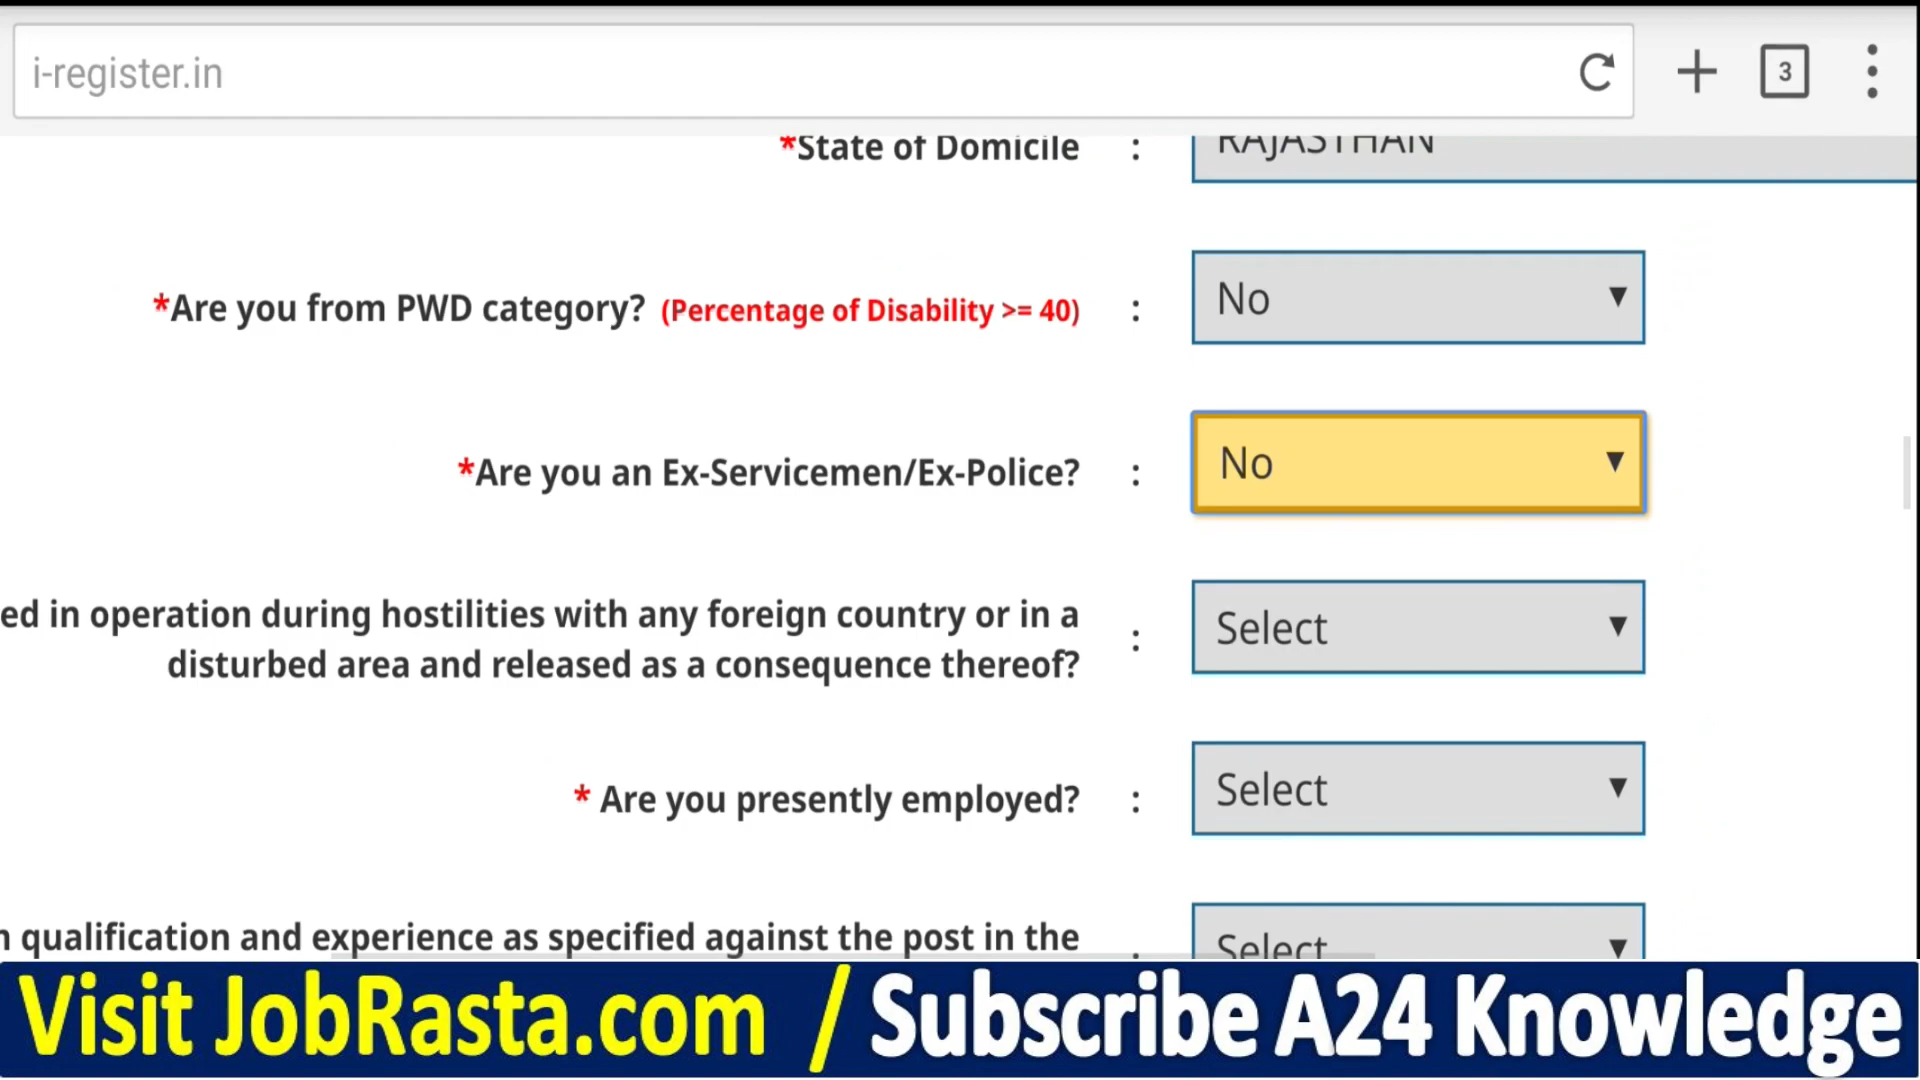 i-register.in
3
*State of Domicile : RAJASTHAN
*Are you from PWD category? (Percentage of Disability >= 40) : No
*Are you an Ex-Servicemen/Ex-Police? : No
ed in operation during hostilities with any foreign country or in a
disturbed area and released as a consequence thereof? : Select
* Are you presently employed? : Select
n qualification and experience as specified against the post in the : Select
Visit JobRasta.com / Subscribe A24 Knowledge